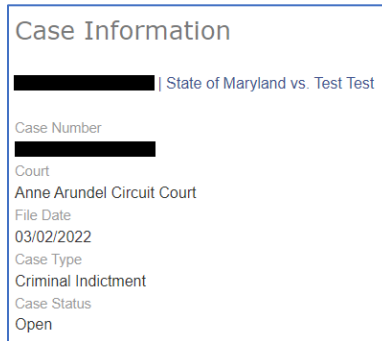 Case Information
| State of Maryland vs. Test Test
Case Number
Court
Anne Arundel Circuit Court
File Date
03/02/2022
Case Type
Criminal Indictment
Case Status
Open